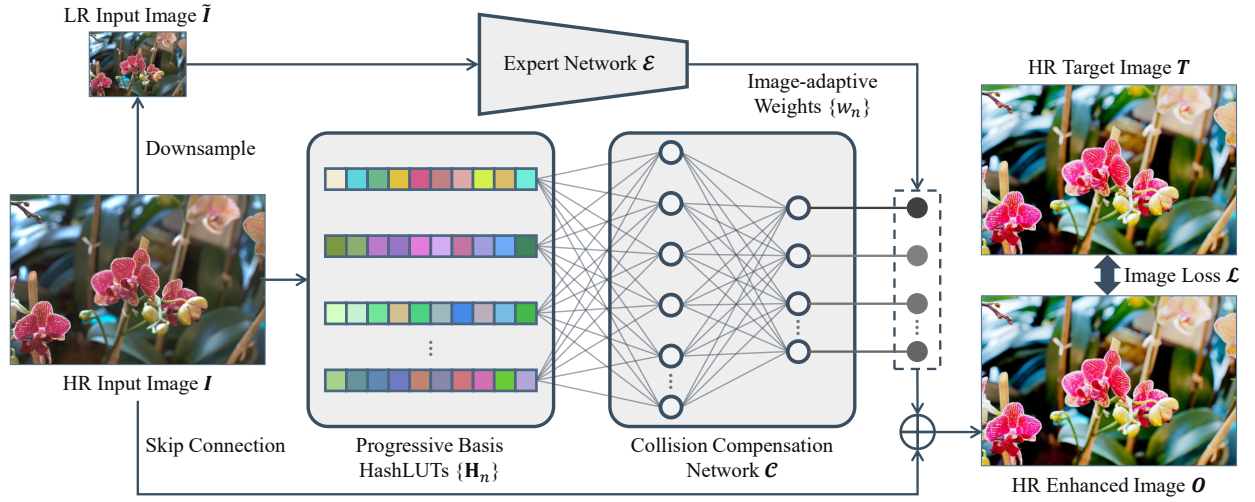 LR Input Image Ĩ
Expert Network ℰ
Image-adaptive
Weights {wₙ}
HR Target Image T
Downsample
Image Loss ℒ
HR Input Image I
Skip Connection
Progressive Basis
HashLUTs {Hₙ}
Collision Compensation
Network 𝒞
HR Enhanced Image O